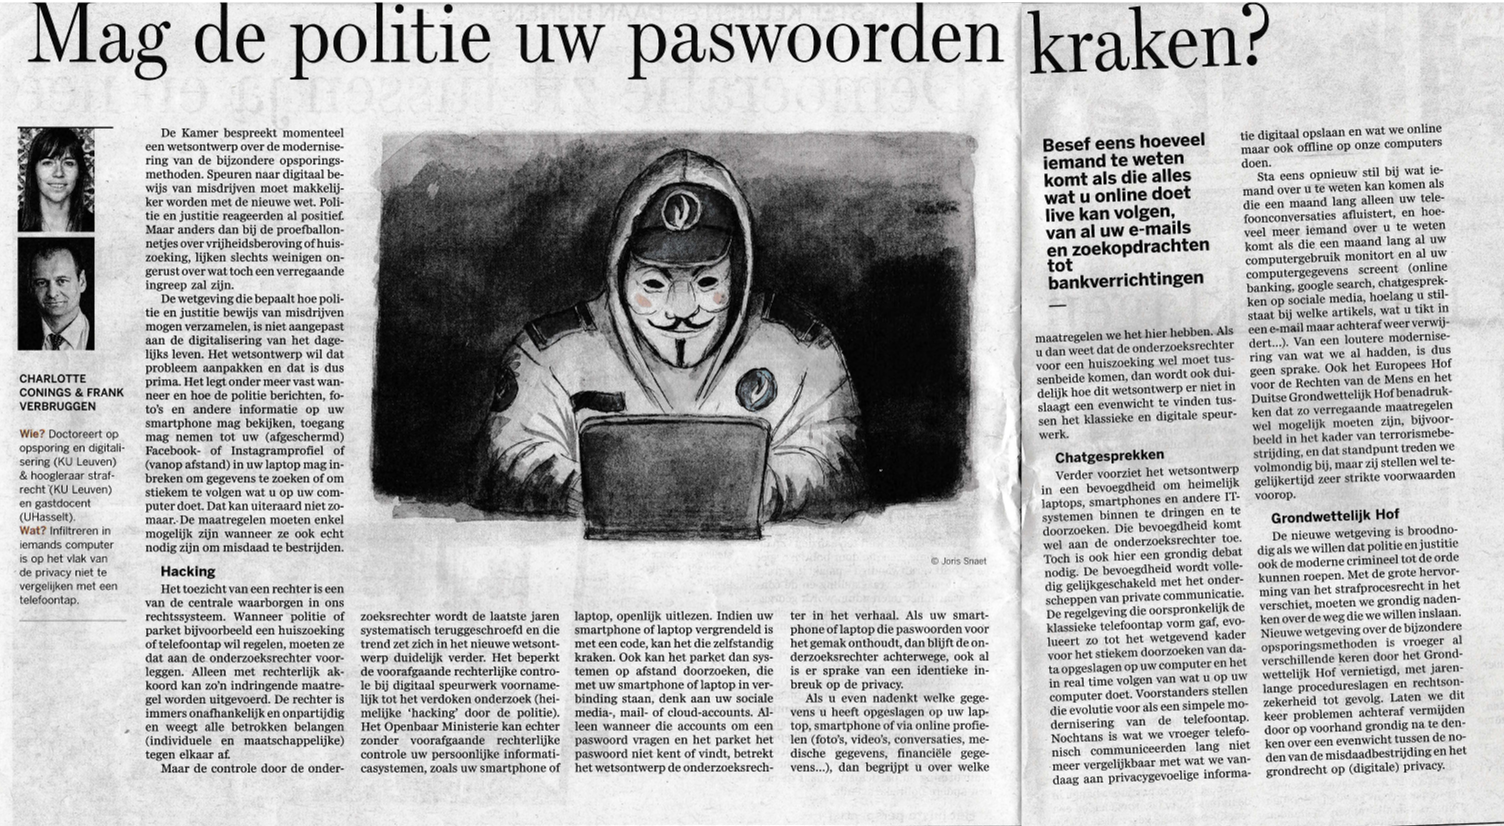 Mag de politie uw paswoorden kraken?
CHARLOTTE
CONINGS & FRANK
VERBRUGGEN
Wie? Doctoreert op
opsporing en digitali-
sering (KU Leuven)
& hoogleraar straf-
recht (KU Leuven)
en gastdocent
(UHasselt).
Wat? Infiltreren in
iemands computer
is op het vlak van
de privacy niet te
vergelijken met een
telefoontap.
De Kamer bespreekt momenteel
een wetsontwerp over de modernise-
ring van de bijzondere opsporings-
methoden. Speuren naar digitaal be-
wijs van misdrijven moet makkelij-
ker worden met de nieuwe wet. Poli-
tie en justitie reageerden al positief.
Maar anders dan bij de proefballon-
netjes over vrijheidsberoving of huis-
zoeking, lijken slechts weinigen on-
gerust over wat toch een verregaande
ingreep zal zijn.
De wetgeving die bepaalt hoe poli-
tie en justitie bewijs van misdrijven
mogen verzamelen, is niet aangepast
aan de digitalisering van het dage-
lijks leven. Het wetsontwerp wil dat
probleem aanpakken en dat is dus
prima. Het legt onder meer vast wan-
neer en hoe de politie berichten, fo-
to's en andere informatie op uw
smartphone mag bekijken, toegang
mag nemen tot uw (afgeschermd)
Facebook- of Instagramprofiel of
(vanop afstand) in uw laptop mag in-
breken om gegevens te zoeken of om
stiekem te volgen wat u op uw com-
puter doet. Dat kan uiteraard niet zo-
maar. De maatregelen moeten enkel
mogelijk zijn wanneer ze ook echt
nodig zijn om misdaad te bestrijden.
Hacking
Het toezicht van een rechter is een
van de centrale waarborgen in ons
rechtssysteem. Wanneer politie of
parket bijvoorbeeld een huiszoeking
of telefoontap wil regelen, moeten ze
dat aan de onderzoeksrechter voor-
leggen. Alleen met rechterlijk ak-
koord kan zo'n indringende maatre-
gel worden uitgevoerd. De rechter is
immers onafhankelijk en onpartijdig
en weegt alle betrokken belangen
(individuele en maatschappelijke)
tegen elkaar af.
Maar de controle door de onder-
© Joris Snaet
zoeksrechter wordt de laatste jaren
systematisch teruggeschroefd en die
trend zet zich in het nieuwe wetsont-
werp duidelijk verder. Het beperkt
de voorafgaande rechterlijke contro-
le bij digitaal speurwerk voorname-
lijk tot het verdoken onderzoek (hei-
melijke 'hacking' door de politie).
Het Openbaar Ministerie kan echter
zonder voorafgaande rechterlijke
controle uw persoonlijke informati-
casystemen, zoals uw smartphone of
laptop, openlijk uitlezen. Indien uw
smartphone of laptop vergrendeld is
met een code, kan het die zelfstandig
kraken. Ook kan het parket dan sys-
temen op afstand doorzoeken, die
met uw smartphone of laptop in ver-
binding staan, denk aan uw sociale
media-, mail- of cloud-accounts. Al-
leen wanneer die accounts om een
paswoord vragen en het parket het
paswoord niet kent of vindt, betrekt
het wetsontwerp de onderzoeksrech-
ter in het verhaal. Als uw smart-
phone of laptop die paswoorden voor
het gemak onthoudt, dan blijft de on-
derzoeksrechter achterwege, ook al
is er sprake van een identieke in-
breuk op de privacy.
Als u even nadenkt welke gege-
vens u heeft opgeslagen op uw lap-
top, smartphone of via online profie-
len (foto's, video's, conversaties, me-
dische gegevens, financiële gege-
vens...), dan begrijpt u over welke
Besef eens hoeveel
iemand te weten
komt als die alles
wat u online doet
live kan volgen,
van al uw e-mails
en zoekopdrachten
tot
bankverrichtingen
maatregelen we het hier hebben. Als
u dan weet dat de onderzoeksrechter
voor een huiszoeking wel moet tus-
senbeide komen, dan wordt ook dui-
delijk hoe dit wetsontwerp er niet in
slaagt een evenwicht te vinden tus-
sen het klassieke en digitale speur-
werk.
Chatgesprekken
Verder voorziet het wetsontwerp
in een bevoegdheid om heimelijk
laptops, smartphones en andere IT-
systemen binnen te dringen en te
doorzoeken. Die bevoegdheid komt
wel aan de onderzoeksrechter toe.
Toch is ook hier een grondig debat
nodig. De bevoegdheid wordt volle-
dig gelijkgeschakeld met het onder-
scheppen van private communicatie.
De regelgeving die oorspronkelijk de
klassieke telefoontap vorm gaf, evo-
lueert zo tot het wetgevend kader
voor het stiekem doorzoeken van da-
ta opgeslagen op uw computer en het
in real time volgen van wat u op uw
computer doet. Voorstanders stellen
die evolutie voor als een simpele mo-
dernisering van de telefoontap.
Nochtans is wat we vroeger telefo-
nisch communiceerden lang niet
meer vergelijkbaar met wat we van-
daag aan privacygevoelige informa-
tie digitaal opslaan en wat we online
maar ook offline op onze computers
doen.
Sta eens opnieuw stil bij wat ie-
mand over u te weten kan komen als
die een maand lang alleen uw tele-
foonconversaties afluistert, en hoe-
veel meer iemand over u te weten
komt als die een maand lang al uw
computergebruik monitort en al uw
computergegevens screent (online
banking, google search, chatgesprek-
ken op sociale media, hoelang u stil-
staat bij welke artikels, wat u tikt in
een e-mail maar achteraf weer verwij-
dert...). Van een loutere modernise-
ring van wat we al hadden, is dus
geen sprake. Ook het Europees Hof
voor de Rechten van de Mens en het
Duitse Grondwettelijk Hof benadruk-
ken dat zo verregaande maatregelen
wel mogelijk moeten zijn, bijvoor-
beeld in het kader van terrorismebe-
strijding, en dat standpunt treden we
volmondig bij, maar zij stellen wel te-
gelijkertijd zeer strikte voorwaarden
voorop.
Grondwettelijk Hof
De nieuwe wetgeving is broodno-
dig als we willen dat politie en justitie
ook de moderne crimineel tot de orde
kunnen roepen. Met de grote hervor-
ming van het strafprocesrecht in het
verschiet, moeten we grondig naden-
ken over de weg die we willen inslaan.
Nieuwe wetgeving over de bijzondere
opsporingsmethoden is vroeger al
verschillende keren door het Grond-
wettelijk Hof vernietigd, met jaren-
lange procedureslagen en rechtson-
zekerheid tot gevolg. Laten we dit
keer problemen achteraf vermijden
door op voorhand grondig na te den-
ken over een evenwicht tussen de no-
den van de misdaadbestrijding en het
grondrecht op (digitale) privacy.